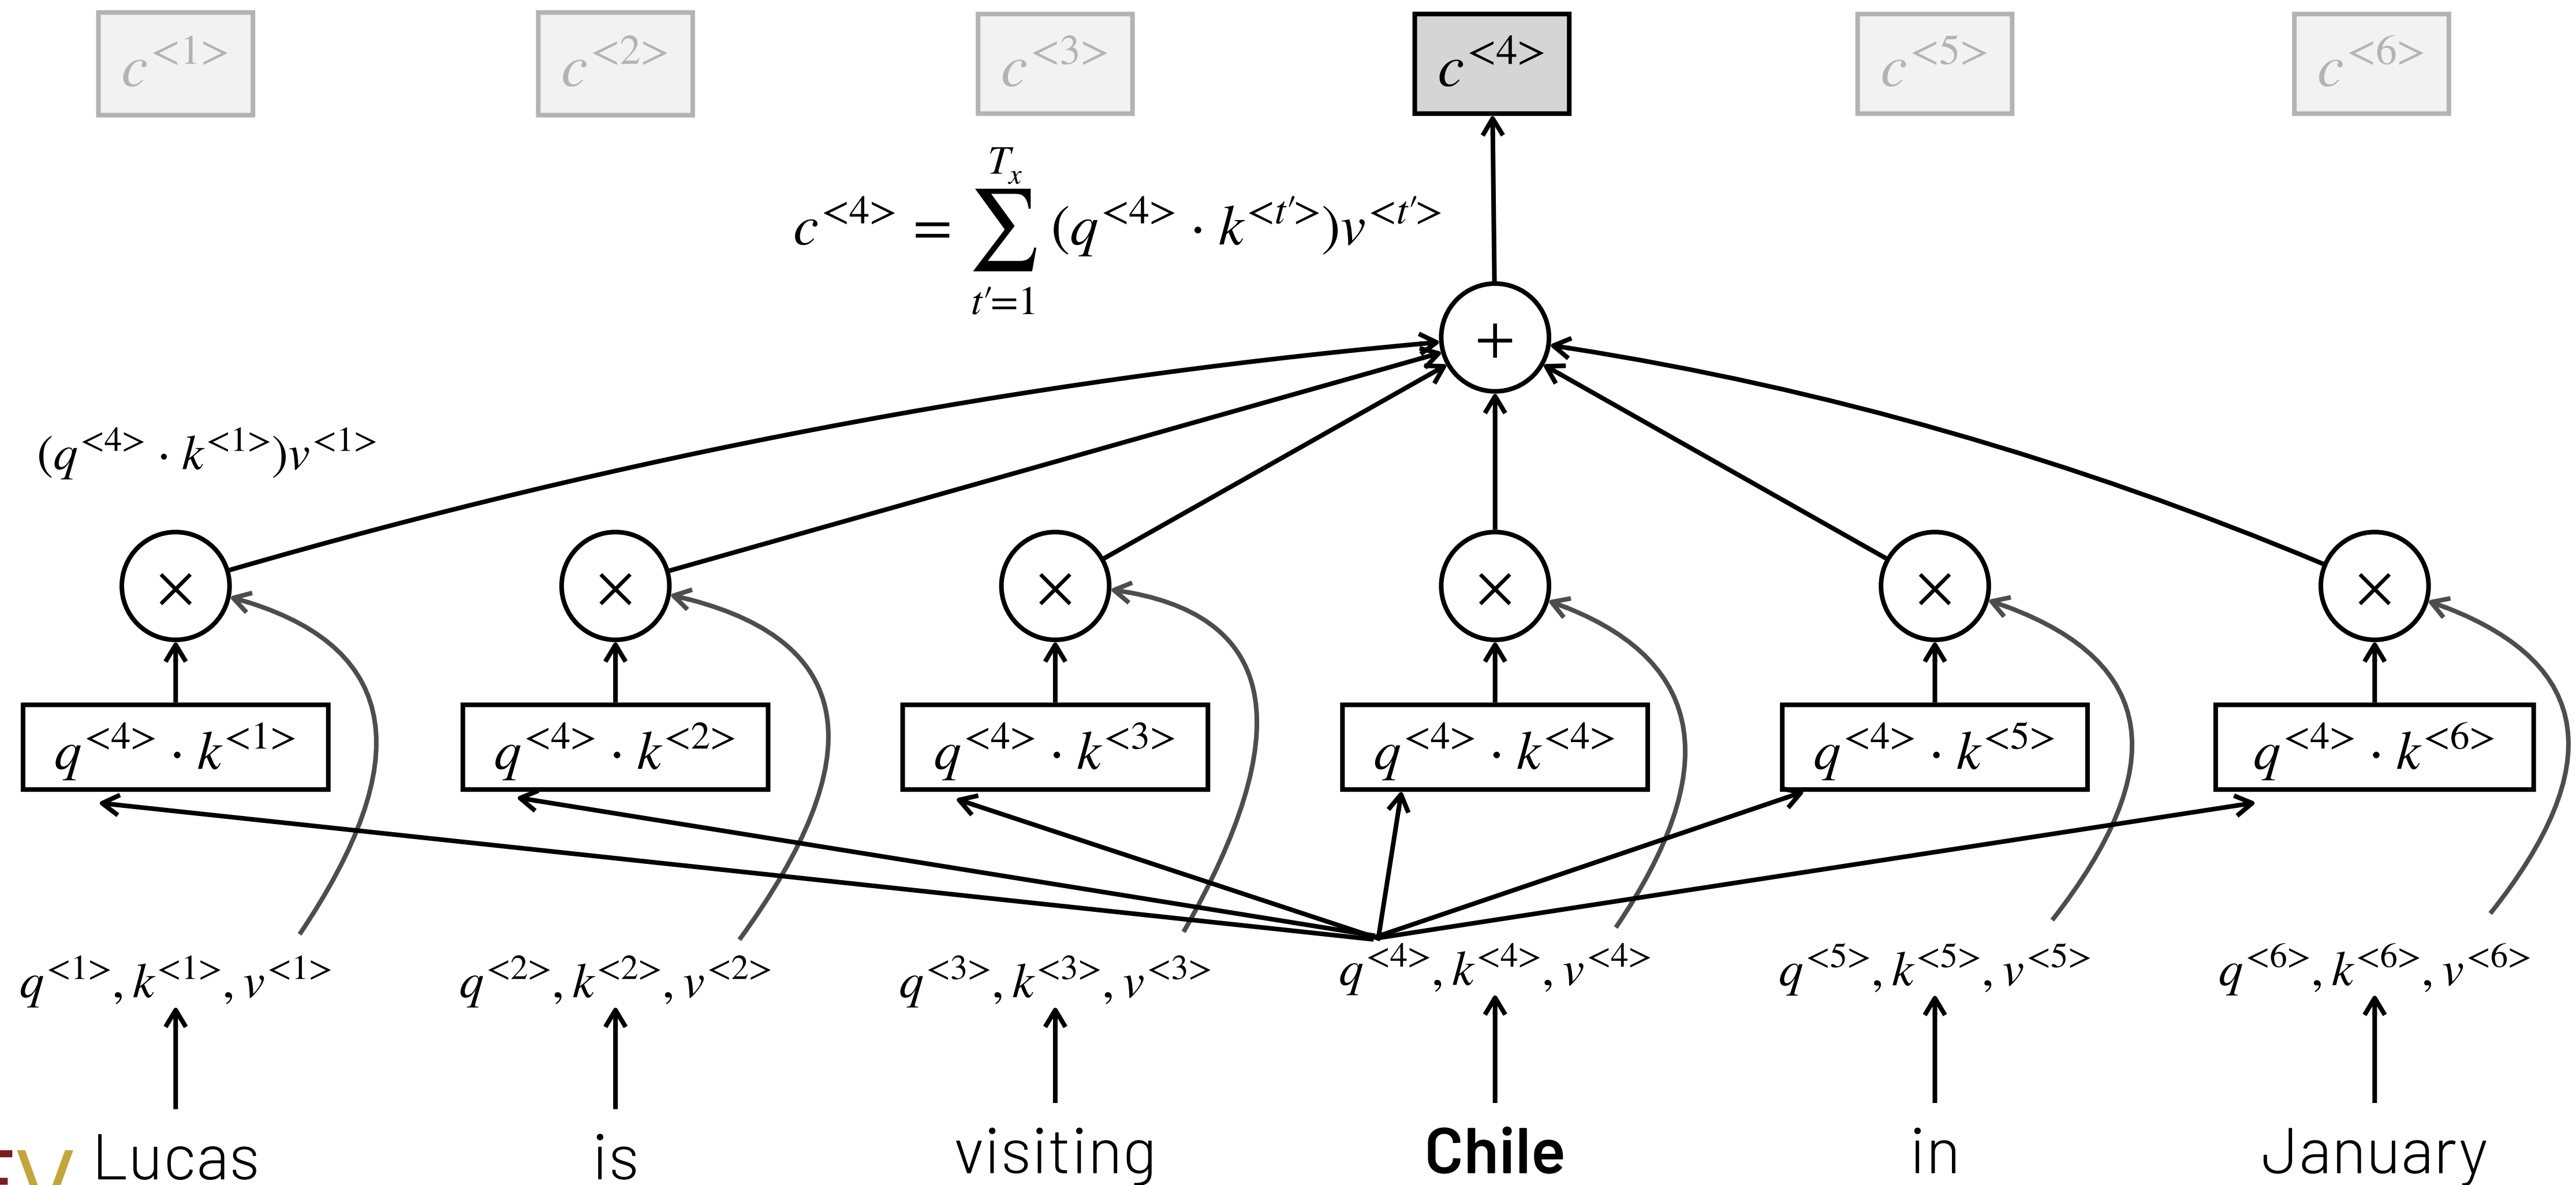 c^{<1>} c^{<2>} c^{<3>} c^{<4>} c^{<5>} c^{<6>}
c^{<4>} = \sum_{t'=1}^{T_x} (q^{<4>} · k^{<t'>})v^{<t'>}
+
(q^{<4>} · k^{<1>})v^{<1>}
× × × × × ×
q^{<4>} · k^{<1>} q^{<4>} · k^{<2>} q^{<4>} · k^{<3>} q^{<4>} · k^{<4>} q^{<4>} · k^{<5>} q^{<4>} · k^{<6>}
q^{<1>}, k^{<1>}, v^{<1>} q^{<2>}, k^{<2>}, v^{<2>} q^{<3>}, k^{<3>}, v^{<3>} q^{<4>}, k^{<4>}, v^{<4>} q^{<5>}, k^{<5>}, v^{<5>} q^{<6>}, k^{<6>}, v^{<6>}
Lucas is visiting Chile in January